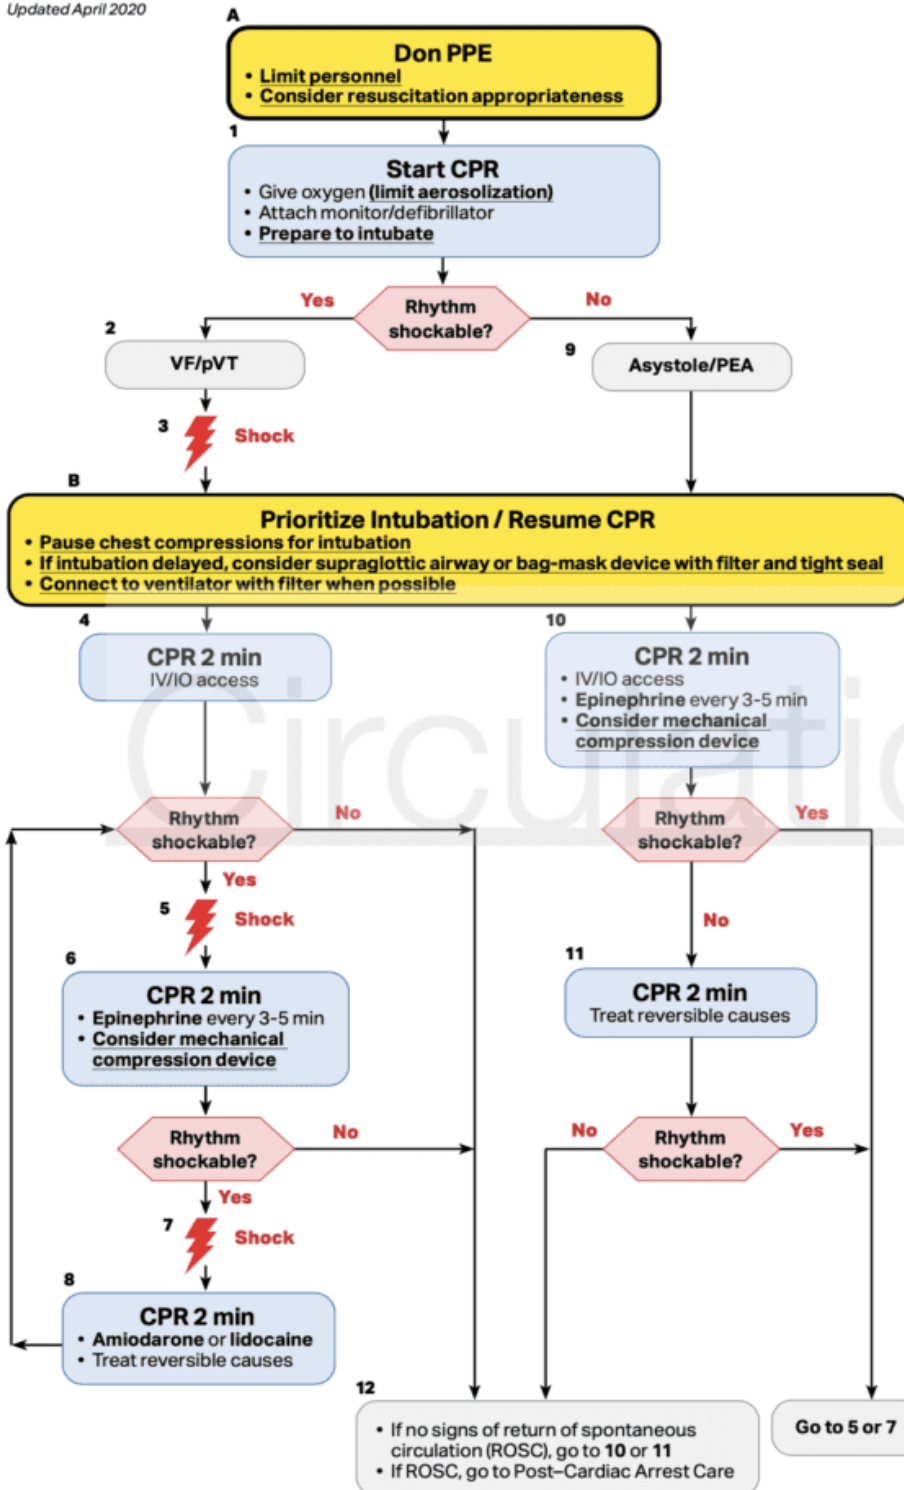 Updated April 2020
A
Don PPE
• Limit personnel
• Consider resuscitation appropriateness
1
Start CPR
• Give oxygen (limit aerosolization)
• Attach monitor/defibrillator
• Prepare to intubate
Yes
Rhythm
shockable?
No
2
VF/pVT
9
Asystole/PEA
3
Shock
B
Prioritize Intubation / Resume CPR
• Pause chest compressions for intubation
• If intubation delayed, consider supraglottic airway or bag-mask device with filter and tight seal
• Connect to ventilator with filter when possible
4
CPR 2 min
IV/IO access
10
CPR 2 min
• IV/IO access
• Epinephrine every 3-5 min
• Consider mechanical
compression device
Circulatio
Rhythm
shockable?
No
Yes
Rhythm
shockable?
Yes
No
5
Shock
6
CPR 2 min
• Epinephrine every 3-5 min
• Consider mechanical
compression device
11
CPR 2 min
Treat reversible causes
Rhythm
shockable?
No
Yes
No
Rhythm
shockable?
Yes
7
Shock
8
CPR 2 min
• Amiodarone or lidocaine
• Treat reversible causes
12
• If no signs of return of spontaneous
circulation (ROSC), go to 10 or 11
• If ROSC, go to Post–Cardiac Arrest Care
Go to 5 or 7